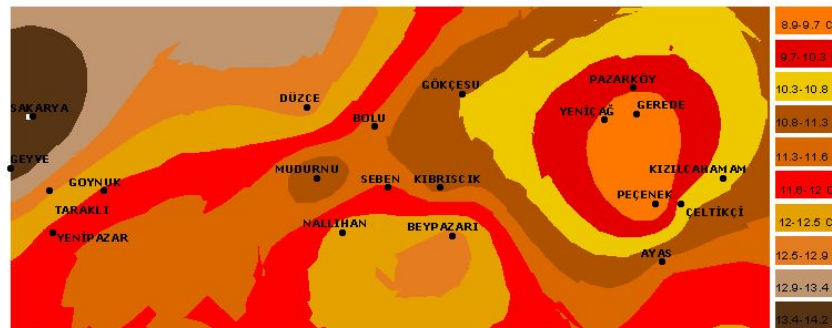 SAKARYA
GEYVE
GOYNUK
TARAKLI
YENİPAZAR
DÜZCE
BOLU
MUDURNU
SEBEN
KIBRISCIK
NALLIHAN
BEYPAZARI
GÖKÇESU
PAZARKÖY
YENİÇAĞ
GEREDE
KIZILCAHAMAM
PEÇENEK
ÇELTİKÇİ
AYAS
8.9-9.7 C
9.7-10.3 C
10.3-10.8
10.8-11.3
11.3-11.6
11.6-12 C
12-12.5 C
12.5-12.9
12.9-13.4
13.4-14.2